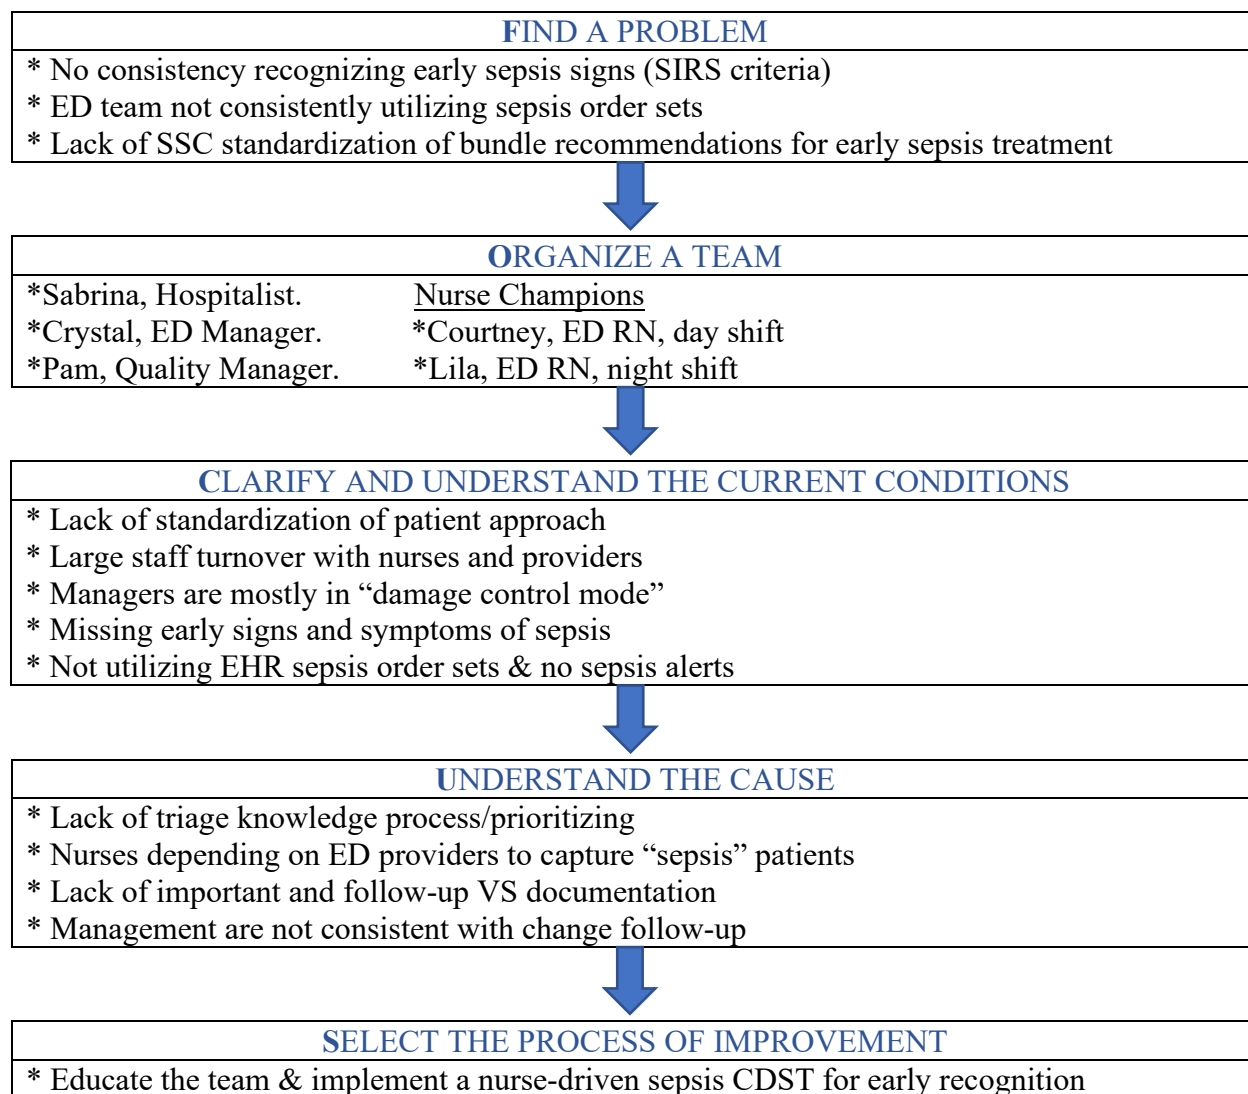 FIND A PROBLEM
* No consistency recognizing early sepsis signs (SIRS criteria)
* ED team not consistently utilizing sepsis order sets
* Lack of SSC standardization of bundle recommendations for early sepsis treatment
ORGANIZE A TEAM
*Sabrina, Hospitalist. Nurse Champions
*Crystal, ED Manager. *Courtney, ED RN, day shift
*Pam, Quality Manager. *Lila, ED RN, night shift
CLARIFY AND UNDERSTAND THE CURRENT CONDITIONS
* Lack of standardization of patient approach
* Large staff turnover with nurses and providers
* Managers are mostly in “damage control mode”
* Missing early signs and symptoms of sepsis
* Not utilizing EHR sepsis order sets & no sepsis alerts
UNDERSTAND THE CAUSE
* Lack of triage knowledge process/prioritizing
* Nurses depending on ED providers to capture “sepsis” patients
* Lack of important and follow-up VS documentation
* Management are not consistent with change follow-up
SELECT THE PROCESS OF IMPROVEMENT
* Educate the team & implement a nurse-driven sepsis CDST for early recognition